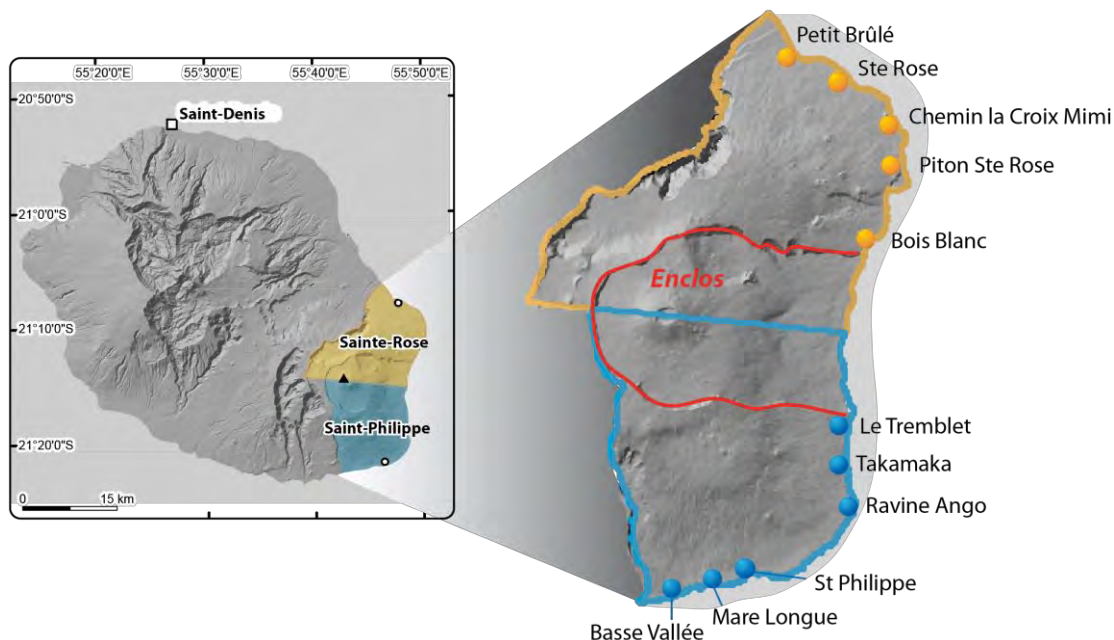 55°20'0"E
55°30'0"E
55°40'0"E
55°50'0"E
20°50'0"S
21°0'0"S
21°10'0"S
21°20'0"S
Saint-Denis
Sainte-Rose
Saint-Philippe
0 15 km
Petit Brûlé
Ste Rose
Chemin la Croix Mimi
Piton Ste Rose
Bois Blanc
Enclos
Le Tremblet
Takamaka
Ravine Ango
St Philippe
Mare Longue
Basse Vallée